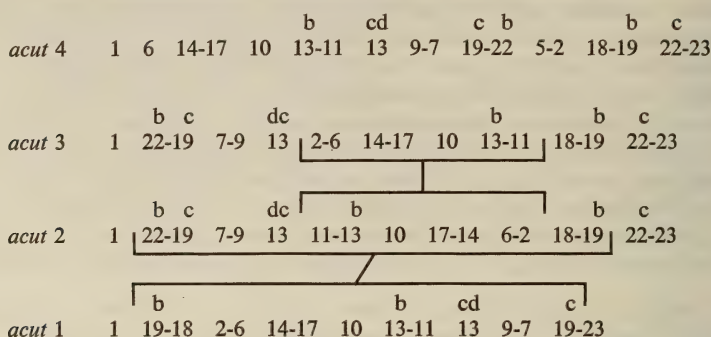 b cd c b b c
acut 4 1 6 14-17 10 13-11 13 9-7 19-22 5-2 18-19 22-23
b c dc b b c
acut 3 1 22-19 7-9 13 2-6 14-17 10 13-11 18-19 22-23
b c dc b b c
acut 2 1 22-19 7-9 13 11-13 10 17-14 6-2 18-19 22-23
b b cd c
acut 1 1 19-18 2-6 14-17 10 13-11 13 9-7 19-23